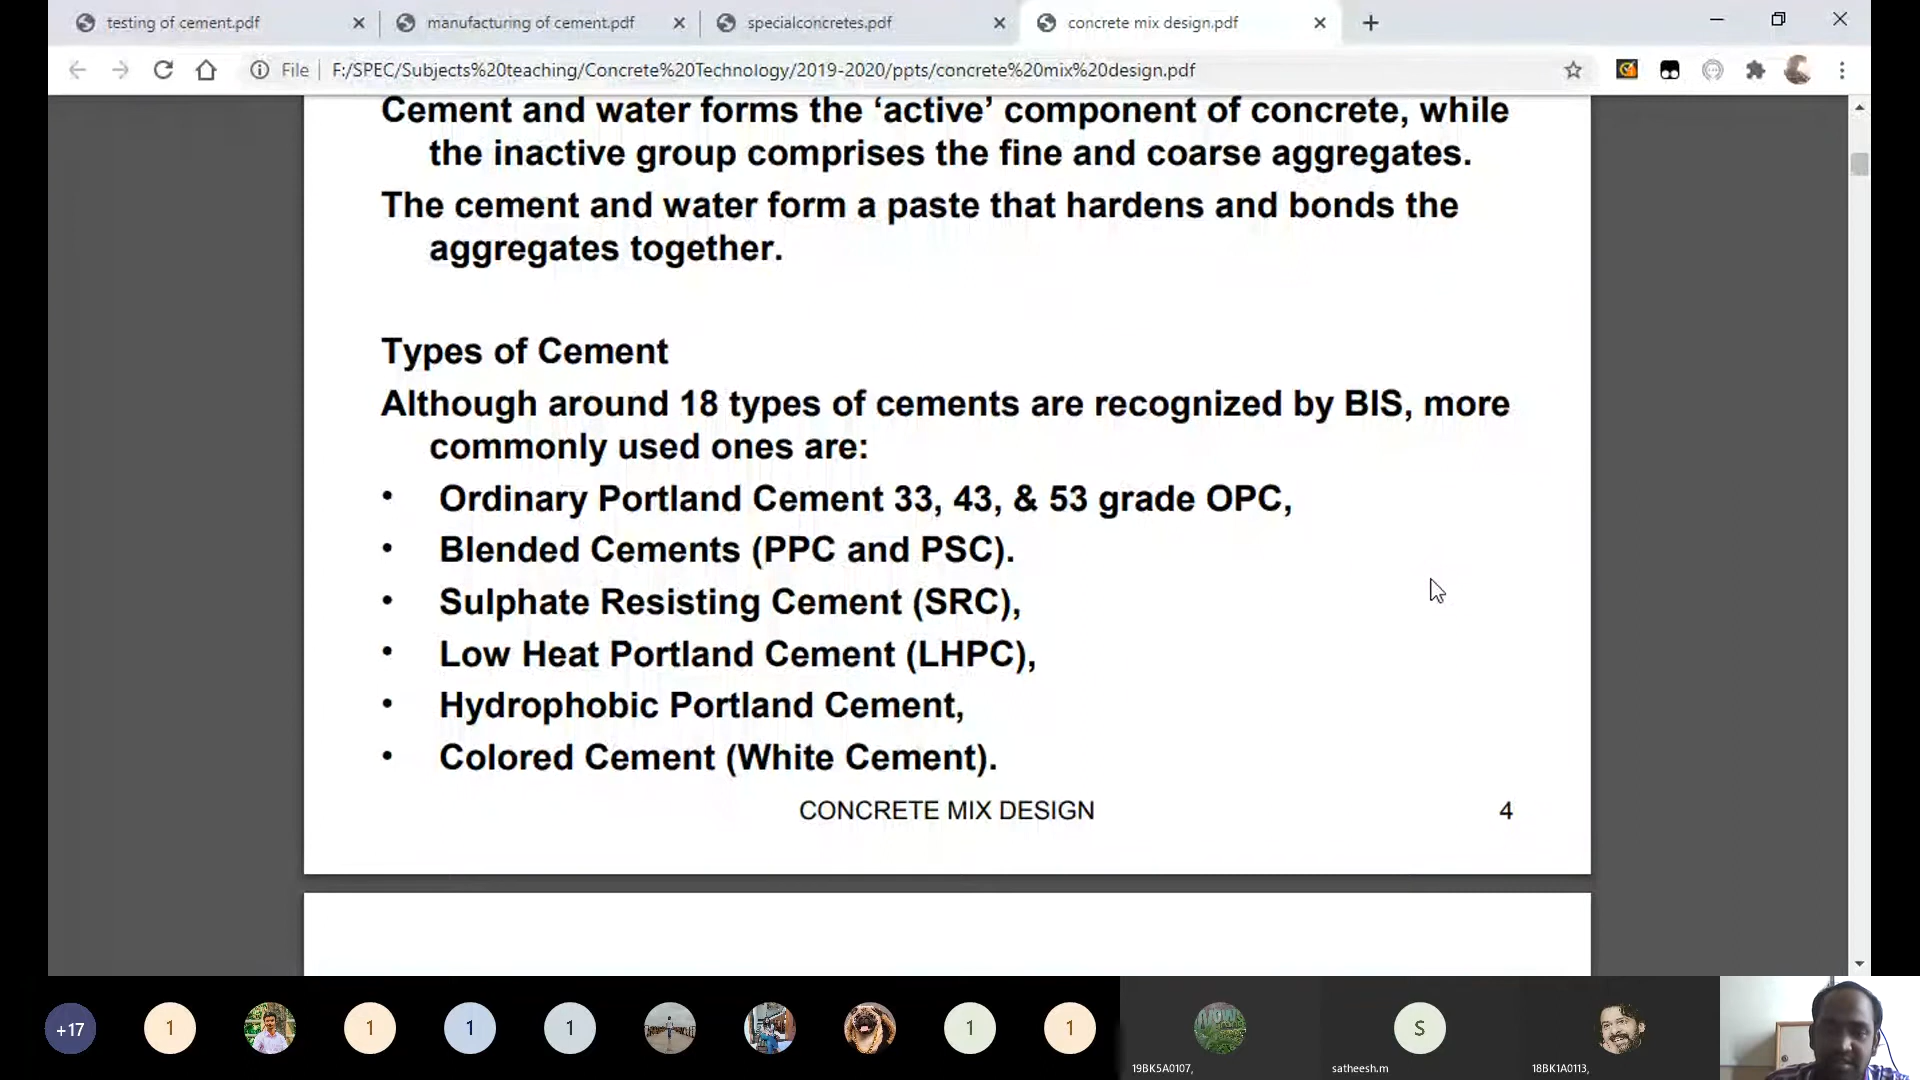 testing of cement.pdf
manufacturing of cement.pdf
specialconcretes.pdf
concrete mix design.pdf
File
F:/SPEC/Subjects%20teaching/Concrete%20Technology/2019-2020/ppts/concrete%20mix%20design.pdf
Cement and water forms the ‘active’ component of concrete, while
the inactive group comprises the fine and coarse aggregates.
The cement and water form a paste that hardens and bonds the
aggregates together.
Types of Cement
Although around 18 types of cements are recognized by BIS, more
commonly used ones are:
• Ordinary Portland Cement 33, 43, & 53 grade OPC,
• Blended Cements (PPC and PSC).
• Sulphate Resisting Cement (SRC),
• Low Heat Portland Cement (LHPC),
• Hydrophobic Portland Cement,
• Colored Cement (White Cement).
CONCRETE MIX DESIGN 4
+17 1 1 1 1 1 1 S
19BK5A0107, satheesh.m 18BK1A0113,